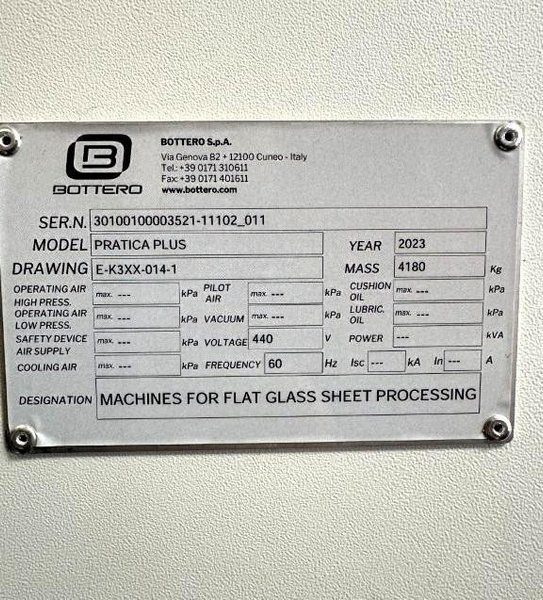 BOTTERO
BOTTERO S.p.A.
Via Genova 82 - 12100 Cuneo - Italy
Tel.: +39 0171 310611
Fax: +39 0171 401611
www.bottero.com
SER.N. 30100100003521-11102_011
MODEL PRATICA PLUS YEAR 2023
DRAWING E-K3XX-014-1 MASS 4180 Kg
OPERATING AIR HIGH PRESS. max. --- kPa PILOT AIR max. --- kPa CUSHION OIL max. --- kPa
OPERATING AIR LOW PRESS. max. --- kPa VACUUM max. --- kPa LUBRIC. OIL max. --- kPa
SAFETY DEVICE AIR SUPPLY max. --- kPa VOLTAGE 440 V POWER --- kVA
COOLING AIR max. --- kPa FREQUENCY 60 Hz Isc --- kA In --- A
DESIGNATION MACHINES FOR FLAT GLASS SHEET PROCESSING